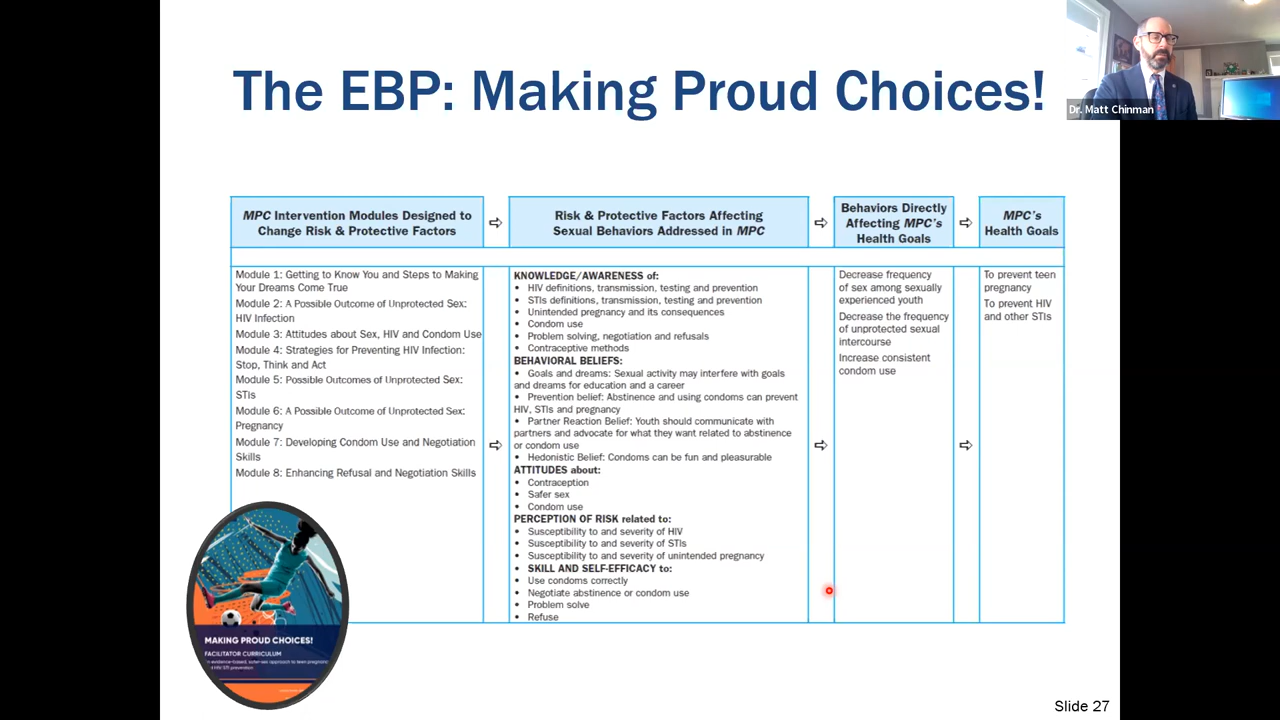 The EBP: Making Proud Choices!
Dr. Matt Chinman
MPC Intervention Modules Designed to
Change Risk & Protective Factors
Risk & Protective Factors Affecting
Sexual Behaviors Addressed in MPC
Behaviors Directly
Affecting MPC's
Health Goals
MPC's
Health Goals
Module 1: Getting to Know You and Steps to Making
Your Dreams Come True
Module 2: A Possible Outcome of Unprotected Sex:
HIV Infection
Module 3: Attitudes about Sex, HIV and Condom Use
Module 4: Strategies for Preventing HIV Infection:
Stop, Think and Act
Module 5: Possible Outcomes of Unprotected Sex:
STIs
Module 6: A Possible Outcome of Unprotected Sex:
Pregnancy
Module 7: Developing Condom Use and Negotiation
Skills
Module 8: Enhancing Refusal and Negotiation Skills
KNOWLEDGE/AWARENESS of:
• HIV definitions, transmission, testing and prevention
• STIs definitions, transmission, testing and prevention
• Unintended pregnancy and its consequences
• Condom use
• Problem solving, negotiation and refusals
• Contraceptive methods
BEHAVIORAL BELIEFS:
• Goals and dreams: Sexual activity may interfere with goals
and dreams for education and a career
• Prevention belief: Abstinence and using condoms can prevent
HIV, STIs and pregnancy
• Partner Reaction Belief: Youth should communicate with
partners and advocate for what they want related to abstinence
or condom use
• Hedonistic Belief: Condoms can be fun and pleasurable
ATTITUDES about:
• Contraception
• Safer sex
• Condom use
PERCEPTION OF RISK related to:
• Susceptibility to and severity of HIV
• Susceptibility to and severity of STIs
• Susceptibility to and severity of unintended pregnancy
• SKILL AND SELF-EFFICACY to:
• Use condoms correctly
• Negotiate abstinence or condom use
• Problem solve
• Refuse
Decrease frequency
of sex among sexually
experienced youth
Decrease the frequency
of unprotected sexual
intercourse
Increase consistent
condom use
To prevent teen
pregnancy
To prevent HIV
and other STIs
MAKING PROUD CHOICES!
FACILITATOR CURRICULUM
evidence-based, safer-sex approach to teen pregnancy
HIV/STI prevention
Slide 27